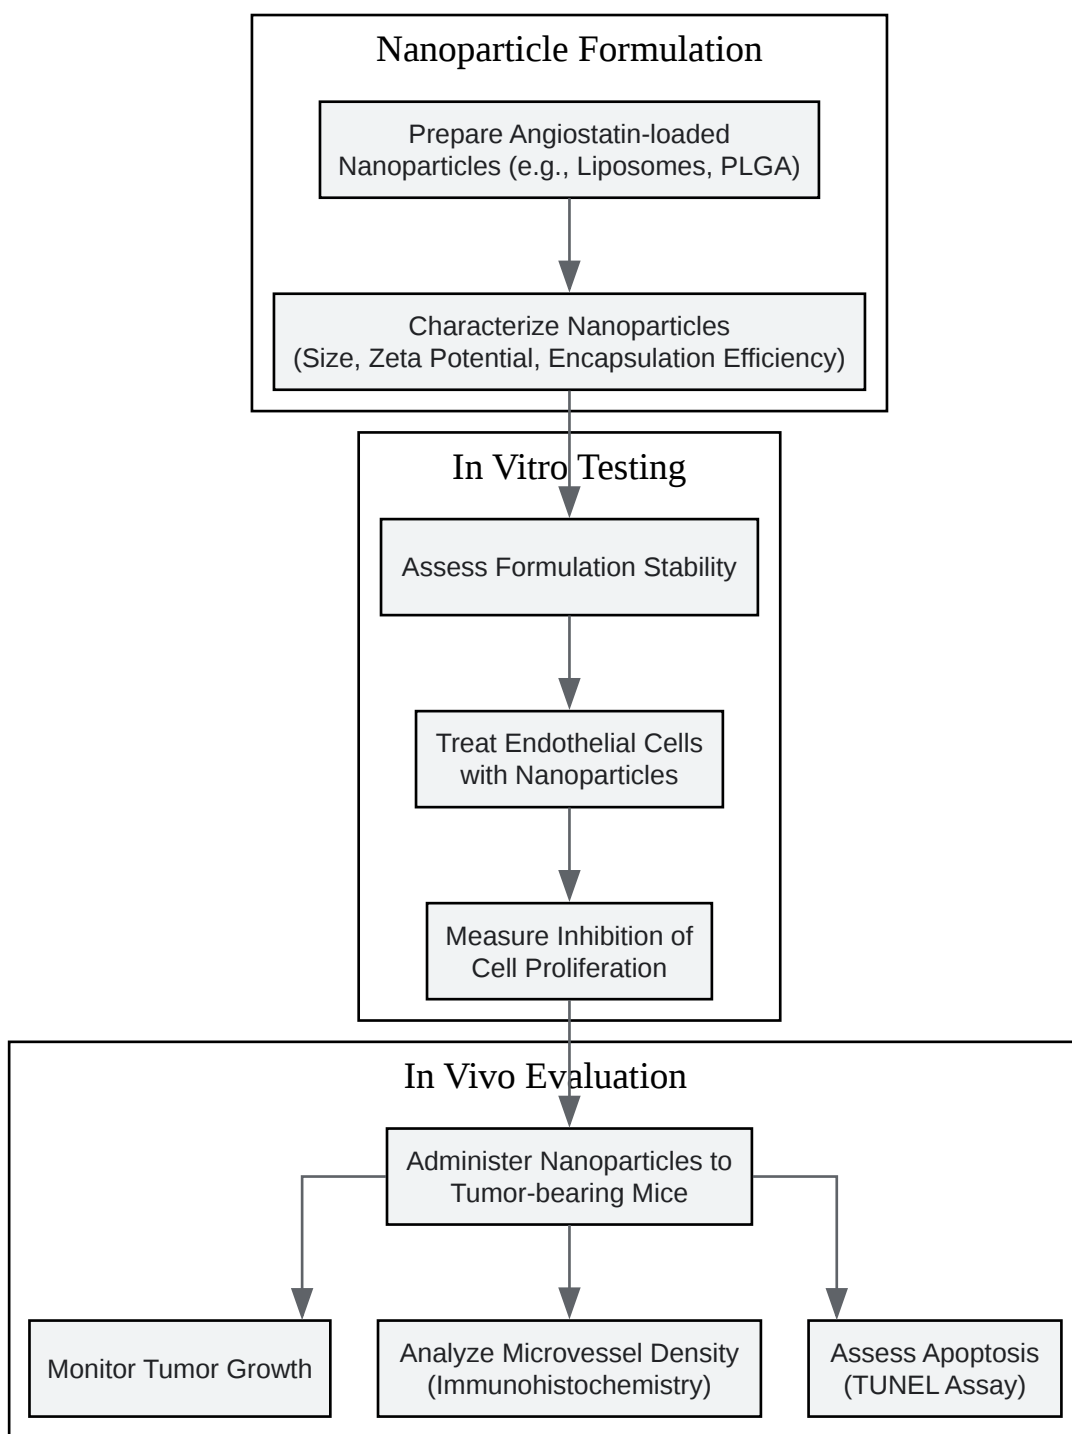 Nanoparticle Formulation
Prepare Angiostatin-loaded
Nanoparticles (e.g., Liposomes, PLGA)
Characterize Nanoparticles
(Size, Zeta Potential, Encapsulation Efficiency)
In Vitro Testing
Assess Formulation Stability
Treat Endothelial Cells
with Nanoparticles
Measure Inhibition of
Cell Proliferation
In Vivo Evaluation
Administer Nanoparticles to
Tumor-bearing Mice
Monitor Tumor Growth
Analyze Microvessel Density
(Immunohistochemistry)
Assess Apoptosis
(TUNEL Assay)